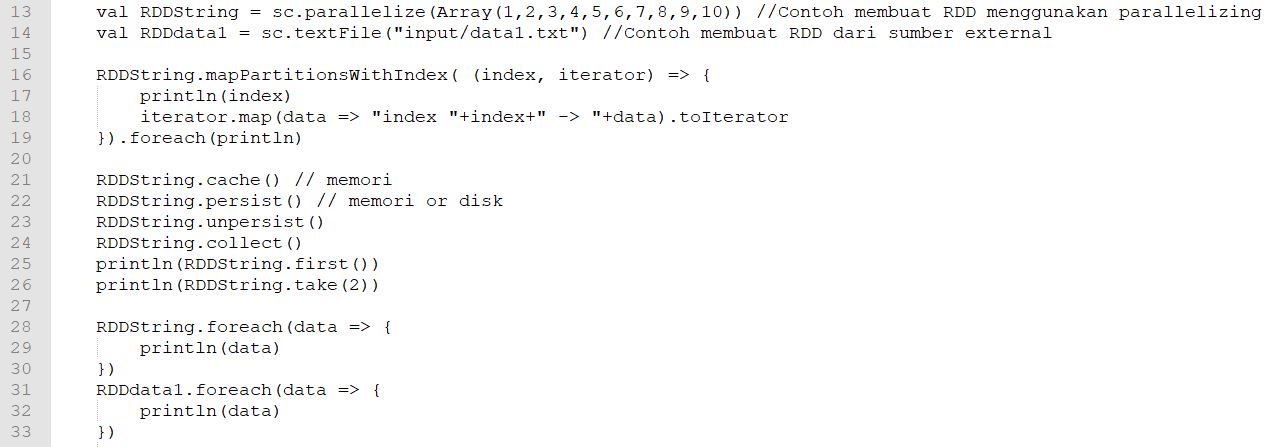 13 val RDDString = sc.parallelize(Array(1,2,3,4,5,6,7,8,9,10)) //Contoh membuat RDD menggunakan parallelizing
14 val RDDdata1 = sc.textFile("input/data1.txt") //Contoh membuat RDD dari sumber external
15
16 RDDString.mapPartitionsWithIndex( (index, iterator) => {
17 println(index)
18 iterator.map(data => "index "+index+" -> "+data).toIterator
19 }).foreach(println)
20
21 RDDString.cache() // memori
22 RDDString.persist() // memori or disk
23 RDDString.unpersist()
24 RDDString.collect()
25 println(RDDString.first())
26 println(RDDString.take(2))
27
28 RDDString.foreach(data => {
29 println(data)
30 })
31 RDDdata1.foreach(data => {
32 println(data)
33 })